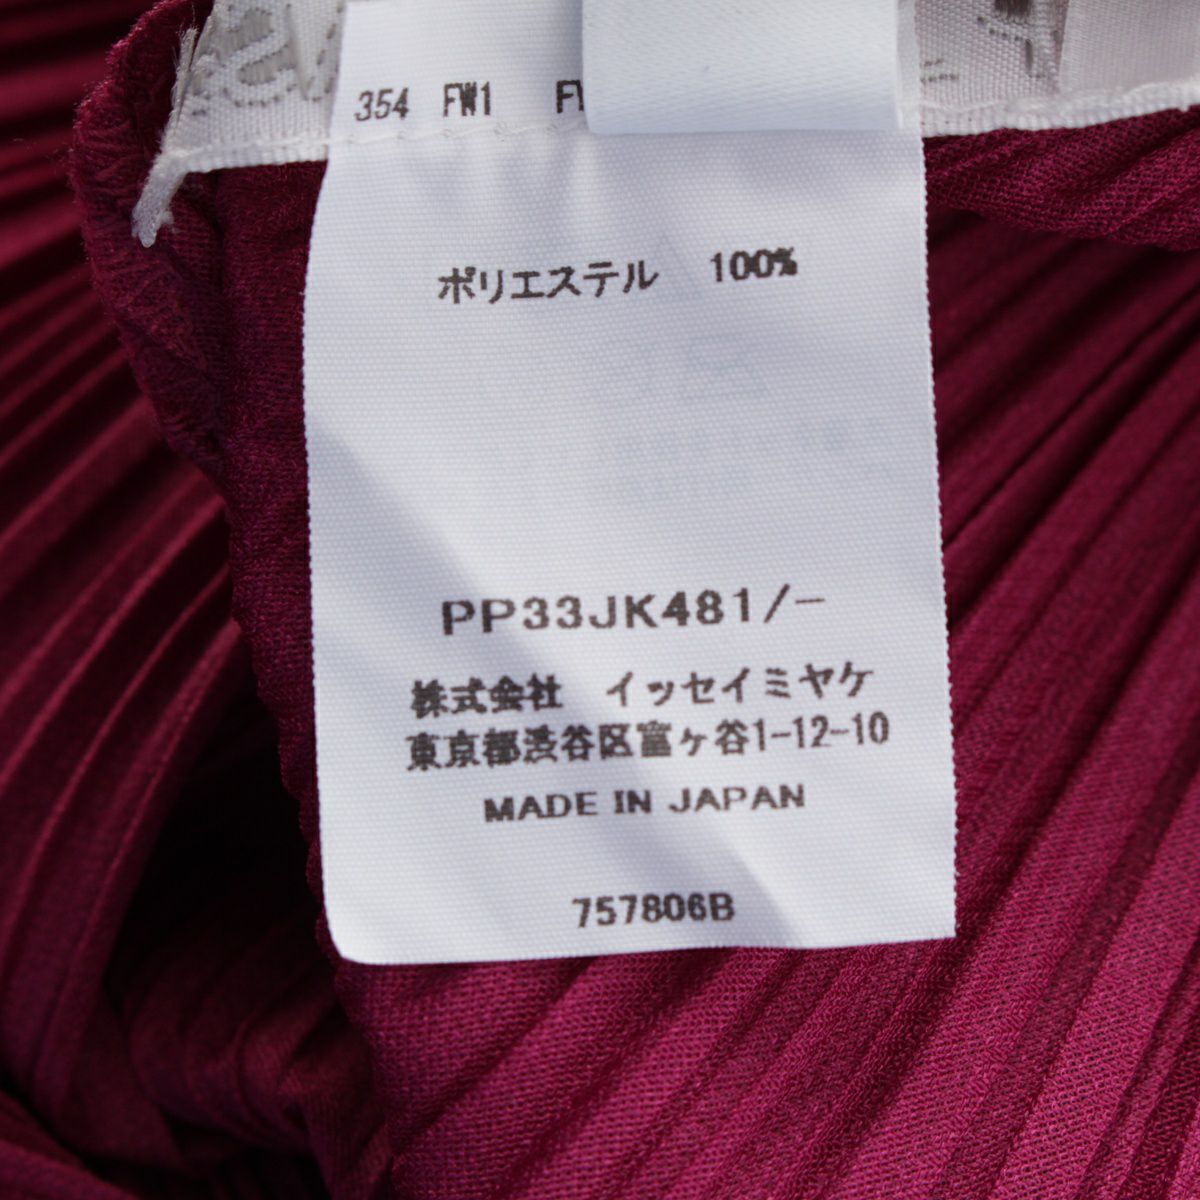 354 FW1
ポリエステル 100%
PP33JK481/-
株式会社 イッセイミヤケ
東京都渋谷区富ヶ谷1-12-10
MADE IN JAPAN
757806B